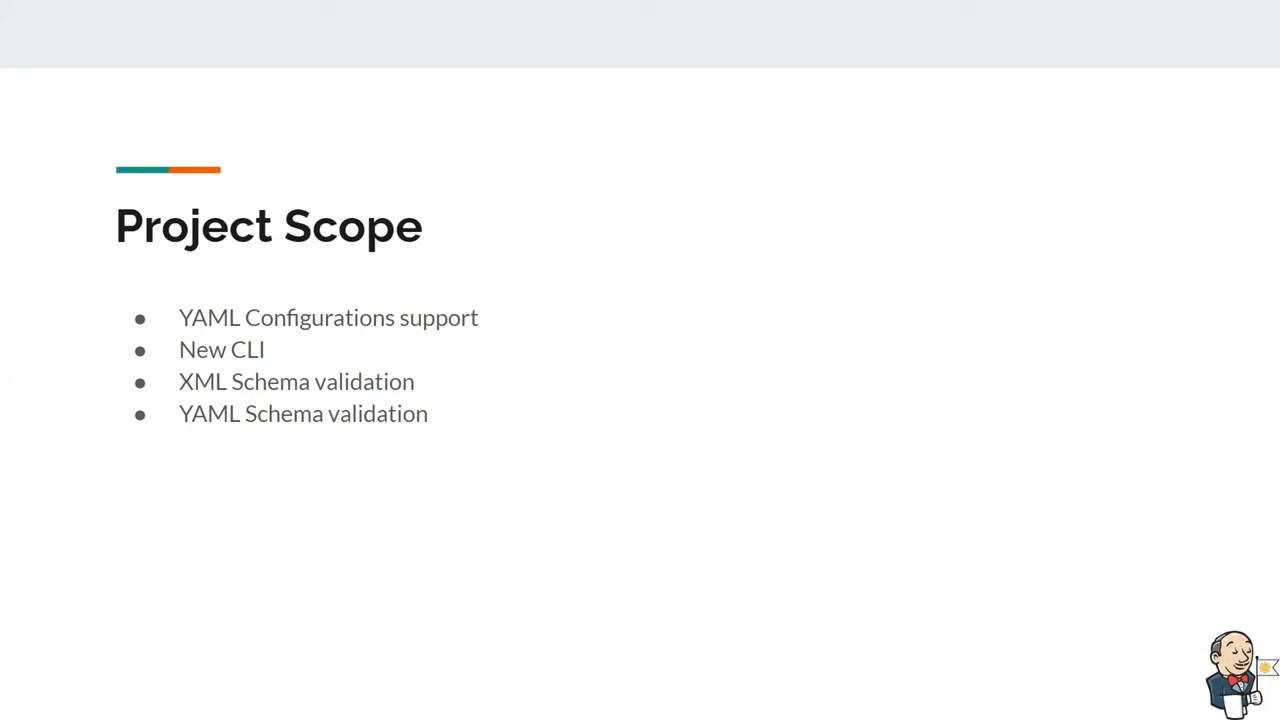 Project Scope
● YAML Configurations support
● New CLI
● XML Schema validation
● YAML Schema validation